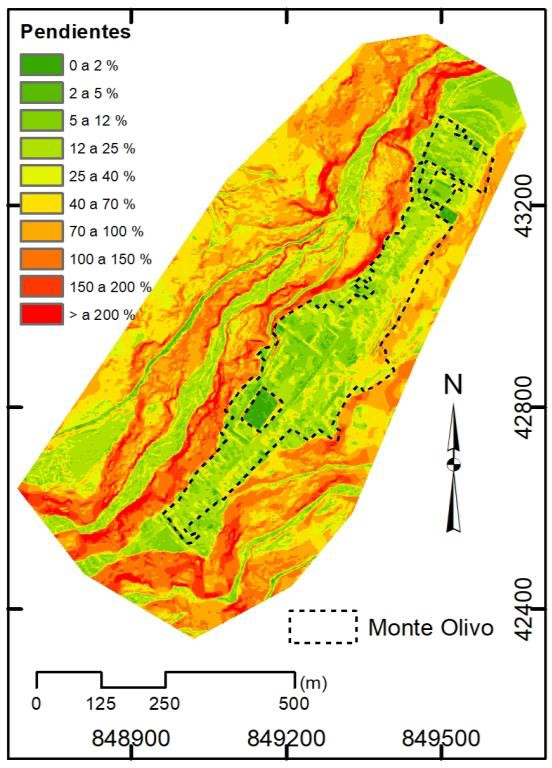 Pendientes
0 a 2 %
2 a 5 %
5 a 12 %
12 a 25 %
25 a 40 %
40 a 70 %
70 a 100 %
100 a 150 %
150 a 200 %
> a 200 %
43200
42800
42400
N
Monte Olivo
(m)
0 125 250 500
848900 849200 849500